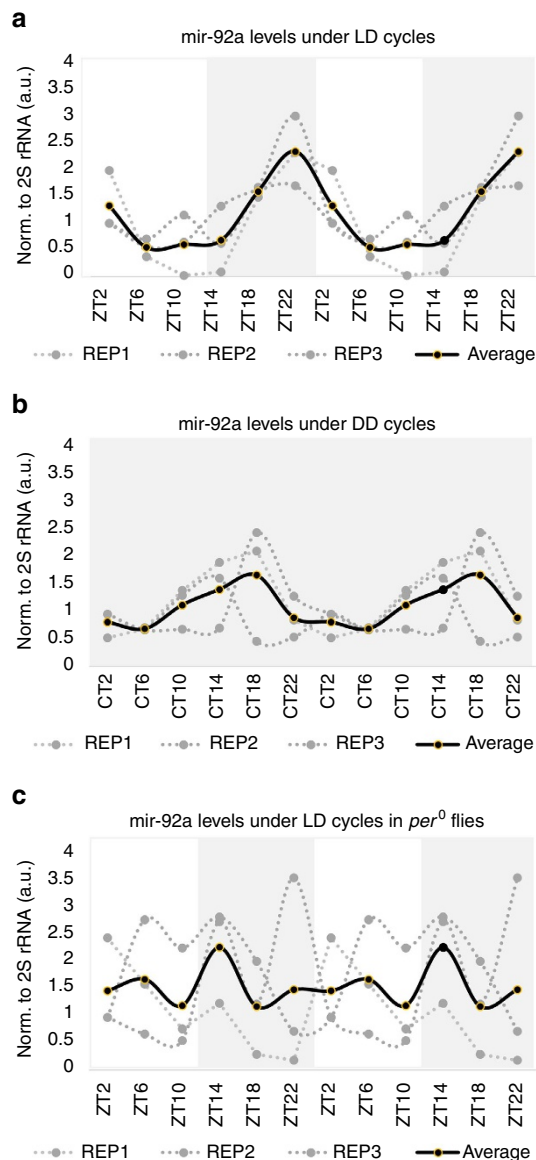 a
mir-92a levels under LD cycles
Norm. to 2S rRNA (a.u.)
4
3.5
3
2.5
2
1.5
1
0.5
0
ZT2 ZT6 ZT10 ZT14 ZT18 ZT22 ZT2 ZT6 ZT10 ZT14 ZT18 ZT22
REP1 REP2 REP3 Average
b
mir-92a levels under DD cycles
Norm. to 2S rRNA (a.u.)
4
3.5
3
2.5
2
1.5
1
0.5
0
CT2 CT6 CT10 CT14 CT18 CT22 CT2 CT6 CT10 CT14 CT18 CT22
REP1 REP2 REP3 Average
c
mir-92a levels under LD cycles in per⁰ flies
Norm. to 2S rRNA (a.u.)
4
3.5
3
2.5
2
1.5
1
0.5
0
ZT2 ZT6 ZT10 ZT14 ZT18 ZT22 ZT2 ZT6 ZT10 ZT14 ZT18 ZT22
REP1 REP2 REP3 Average